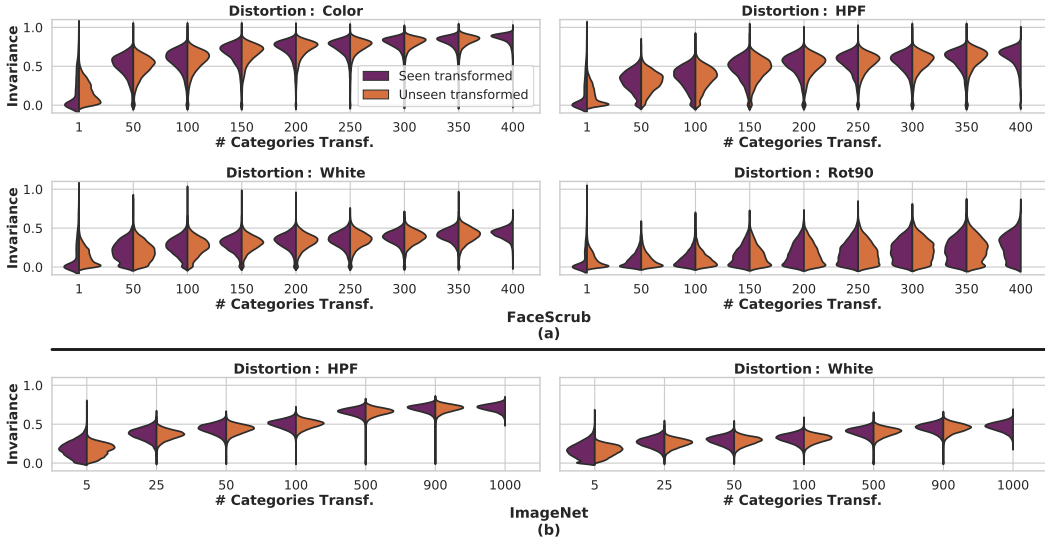 Distortion: Color
Invariance
1.0
0.5
0.0
Seen transformed
Unseen transformed
1 50 100 150 200 250 300 350 400
# Categories Transf.
Distortion: HPF
1 50 100 150 200 250 300 350 400
# Categories Transf.
Distortion: White
Invariance
1.0
0.5
0.0
1 50 100 150 200 250 300 350 400
# Categories Transf.
Distortion: Rot90
1 50 100 150 200 250 300 350 400
# Categories Transf.
FaceScrub
(a)
Distortion: HPF
Invariance
1.0
0.5
0.0
5 25 50 100 500 900 1000
# Categories Transf.
Distortion: White
5 25 50 100 500 900 1000
# Categories Transf.
ImageNet
(b)